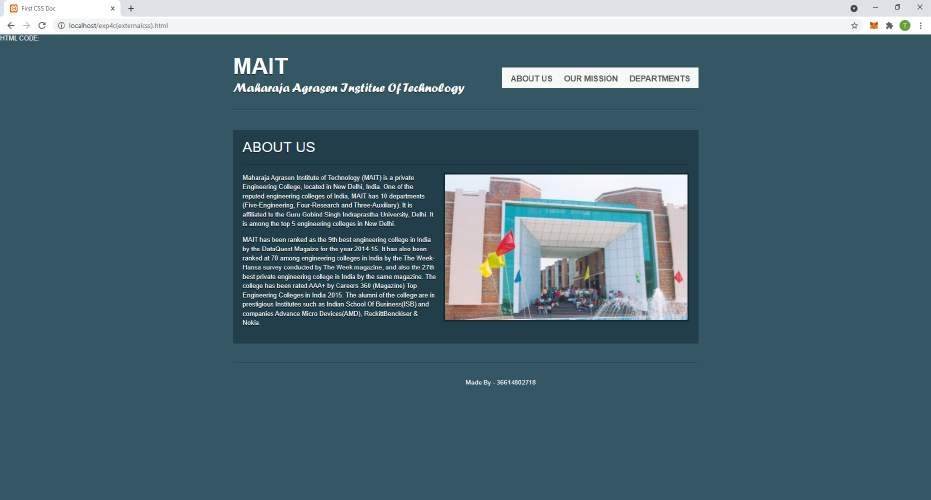 First CSS Doc
localhost/exp4c(externalcss).html
HTML CODE:
MAIT
Maharaja Agrasen Institue Of Technology
ABOUT US OUR MISSION DEPARTMENTS
ABOUT US
Maharaja Agrasen Institute of Technology (MAIT) is a private
Engineering College, located in New Delhi, India. One of the
reputed engineering colleges of India, MAIT has 10 departments
(Five-Engineering, Four-Research and Three-Auxiliary). It is
affiliated to the Guru Gobind Singh Indraprastha University, Delhi. It
is among the top 5 engineering colleges in New Delhi.
MAIT has been ranked as the 9th best engineering college in India
by the DataQuest Magaize for the year 2014-15. It has also been
ranked at 70 among engineering colleges in India by the The Week-
Hansa survey conducted by The Week magazine, and also the 27th
best private engineering college in India by the same magazine. The
college has been rated AAA+ by Careers 360 (Magazine) Top
Engineering Colleges in India 2015. The alumni of the college are in
prestigious Institutes such as Indian School Of Business(ISB) and
companies Advance Micro Devices(AMD), ReckittBenckiser &
Nokia.
Made By - 36614802718